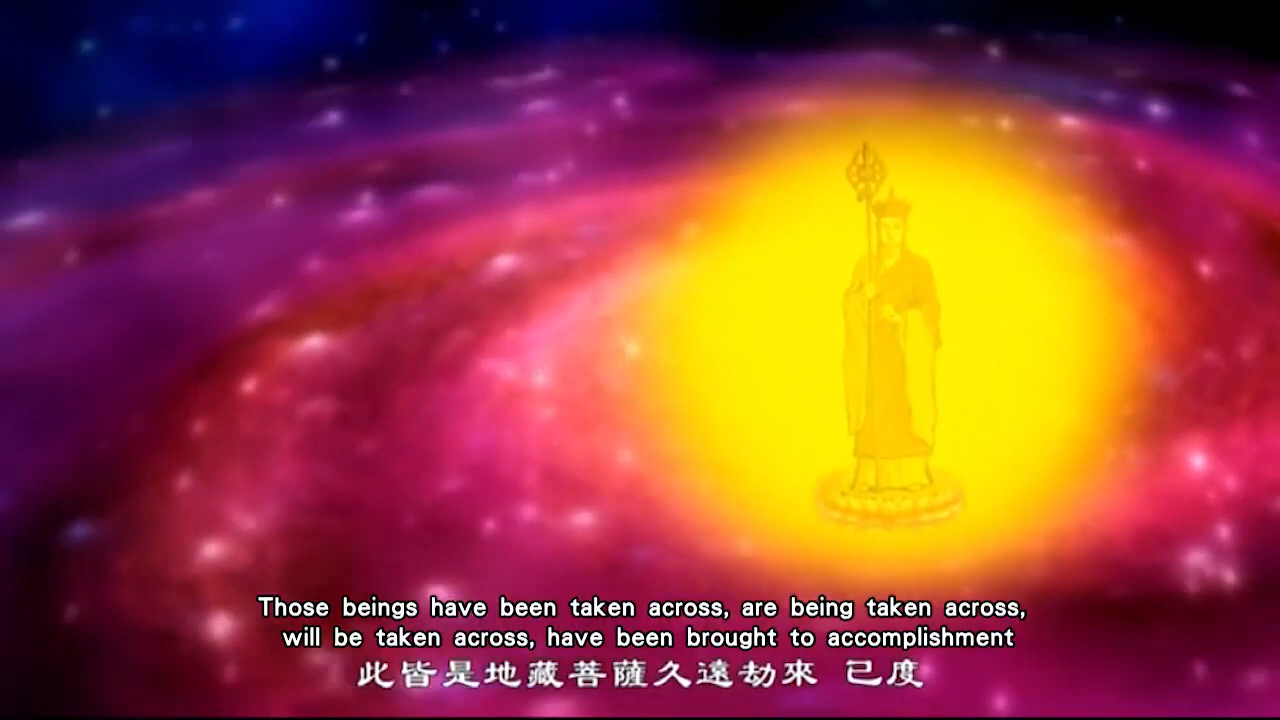 Those beings have been taken across, are being taken across,
will be taken across, have been brought to accomplishment
此皆是地藏菩薩久遠劫來 已度